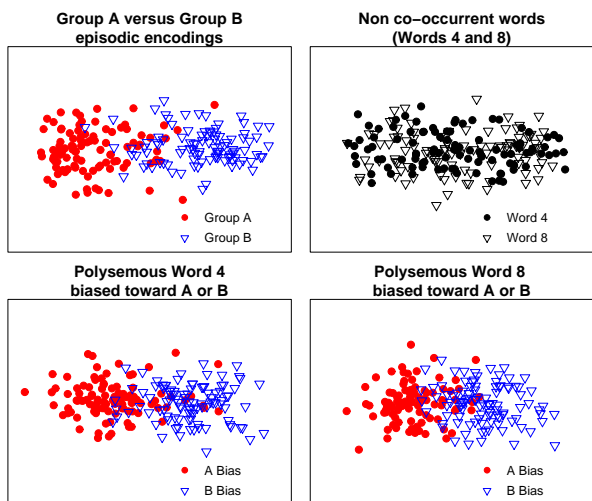 Group A versus Group B
episodic encodings
Group A
Group B
Non co−occurrent words
(Words 4 and 8)
Word 4
Word 8
Polysemous Word 4
biased toward A or B
A Bias
B Bias
Polysemous Word 8
biased toward A or B
A Bias
B Bias